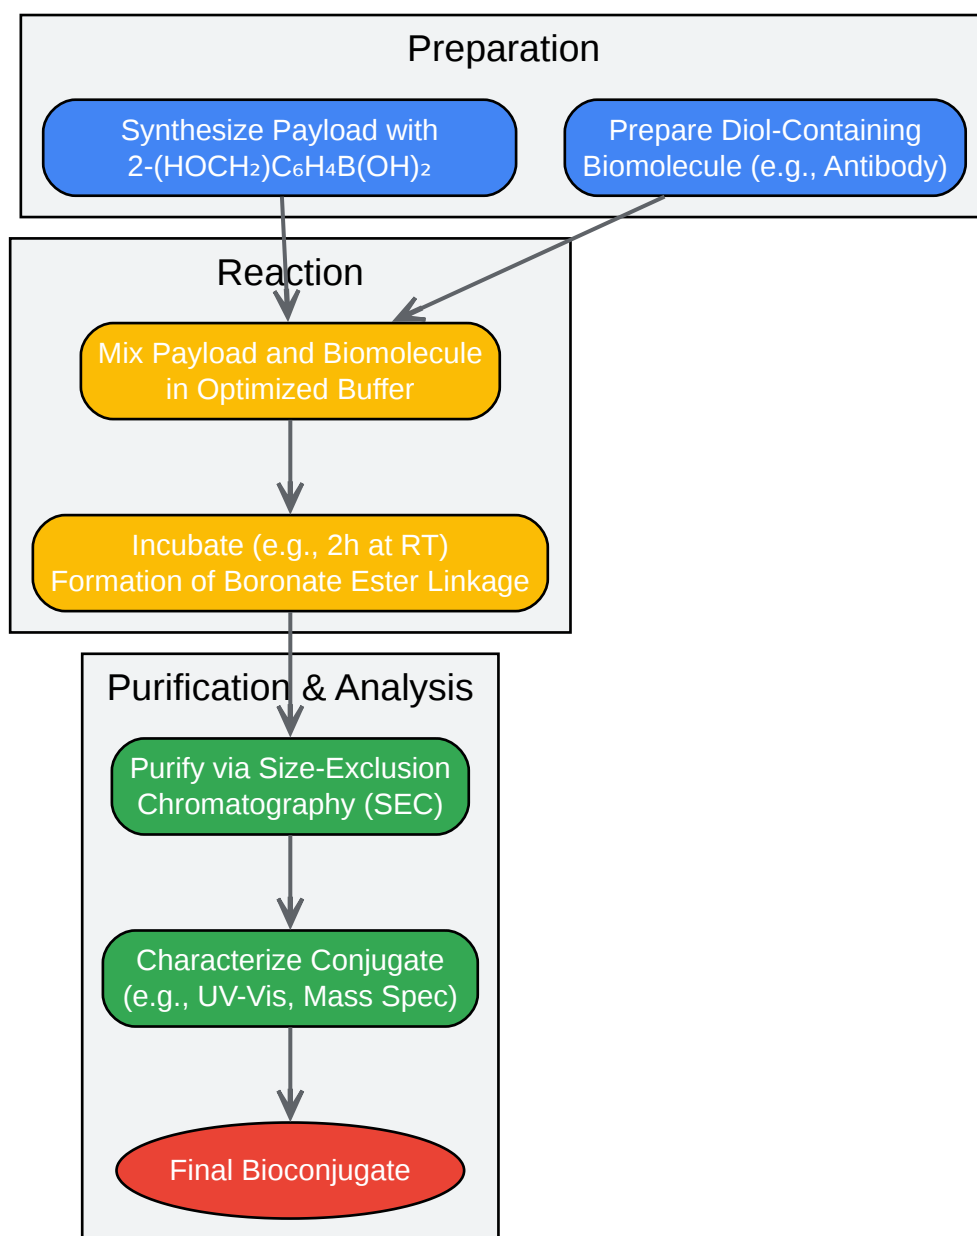 Preparation
Synthesize Payload with
2-(HOCH₂)C₆H₄B(OH)₂
Prepare Diol-Containing
Biomolecule (e.g., Antibody)
Reaction
Mix Payload and Biomolecule
in Optimized Buffer
Incubate (e.g., 2h at RT)
Formation of Boronate Ester Linkage
Purification & Analysis
Purify via Size-Exclusion
Chromatography (SEC)
Characterize Conjugate
(e.g., UV-Vis, Mass Spec)
Final Bioconjugate